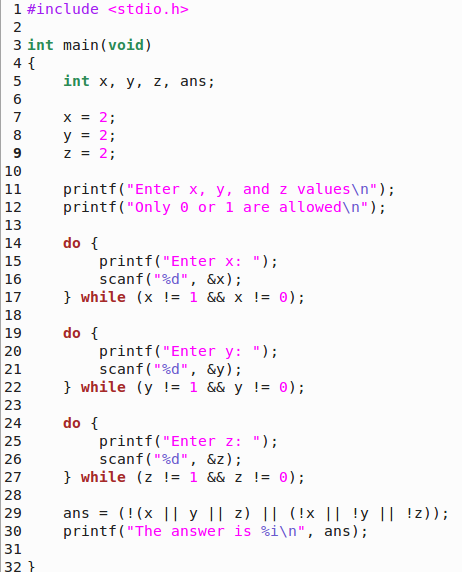 1 #include <stdio.h>
2
3 int main(void)
4 {
5     int x, y, z, ans;
6
7     x = 2;
8     y = 2;
9     z = 2;
10
11     printf("Enter x, y, and z values\n");
12     printf("Only 0 or 1 are allowed\n");
13
14     do {
15         printf("Enter x: ");
16         scanf("%d", &x);
17     } while (x != 1 && x != 0);
18
19     do {
20         printf("Enter y: ");
21         scanf("%d", &y);
22     } while (y != 1 && y != 0);
23
24     do {
25         printf("Enter z: ");
26         scanf("%d", &z);
27     } while (z != 1 && z != 0);
28
29     ans = (!(x || y || z) || (!x || !y || !z));
30     printf("The answer is %i\n", ans);
31
32 }